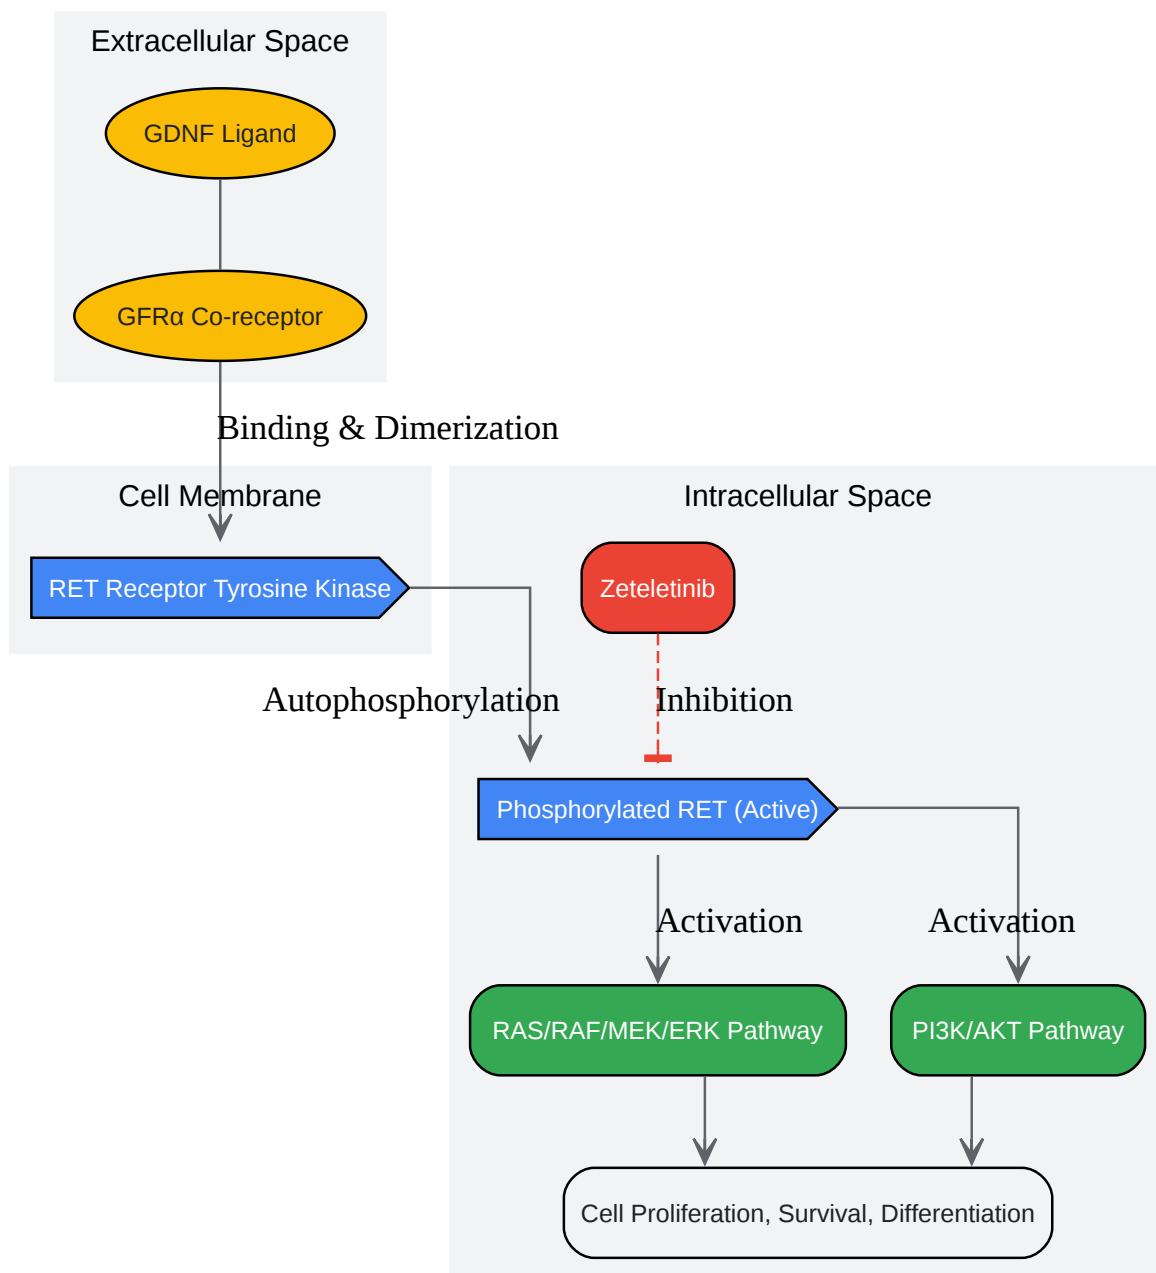 Extracellular Space
GDNF Ligand
GFRα Co-receptor
Binding & Dimerization
Cell Membrane
Intracellular Space
RET Receptor Tyrosine Kinase
Zeteletinib
Autophosphorylation
Inhibition
Phosphorylated RET (Active)
Activation
Activation
RAS/RAF/MEK/ERK Pathway
PI3K/AKT Pathway
Cell Proliferation, Survival, Differentiation